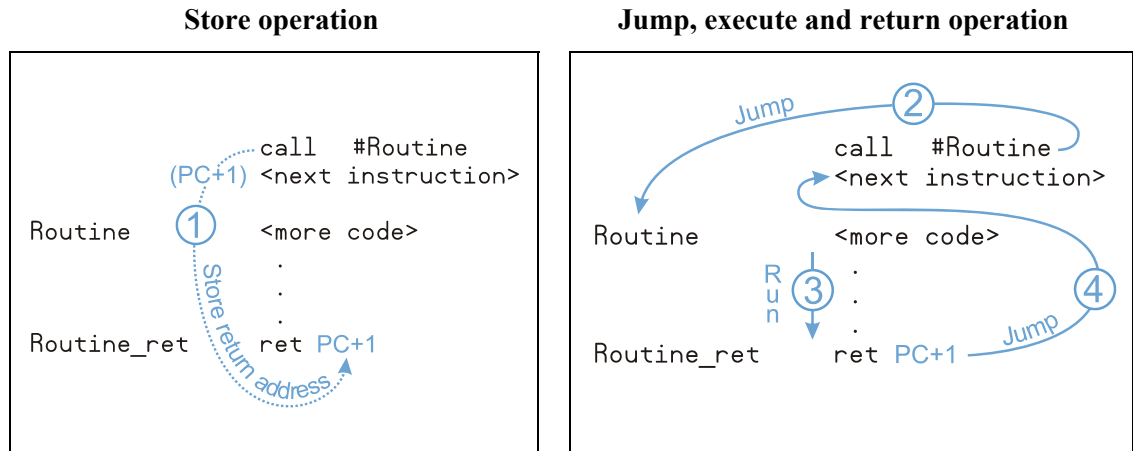 Store operation
call #Routine
(PC+1) <next instruction>
1
Routine <more code>
.
.
.
Store return address
Routine_ret ret PC+1
Jump, execute and return operation
2
Jump
call #Routine
<next instruction>
Routine <more code>
Run
3
.
.
.
4
Jump
Routine_ret ret PC+1